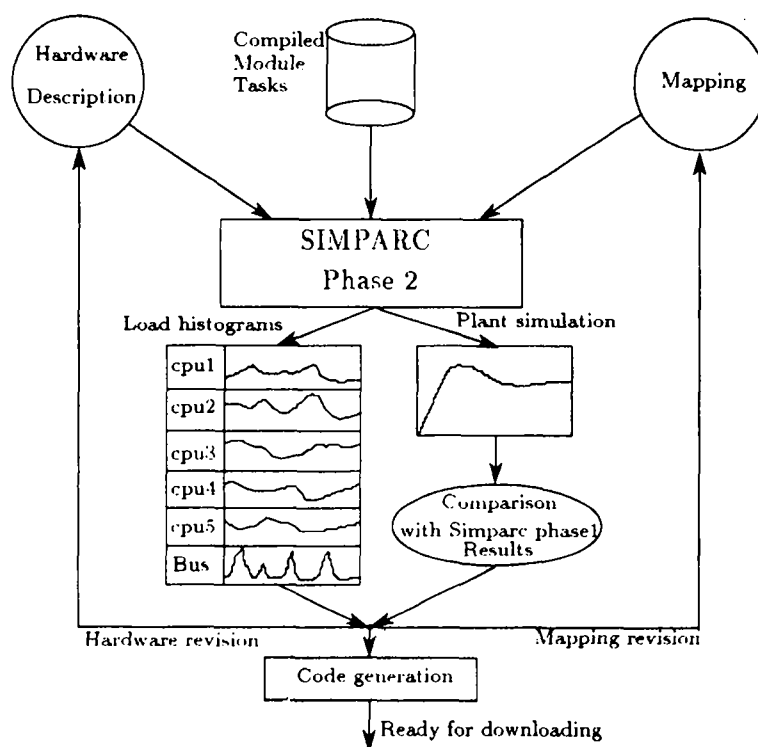 Hardware
Description
Compiled
Module
Tasks
Mapping
SIMPARC
Phase 2
Load histograms
Plant simulation
cpu1
cpu2
cpu3
cpu4
cpu5
Bus
Comparison
with Simparc phase1
Results
Hardware revision
Mapping revision
Code generation
Ready for downloading